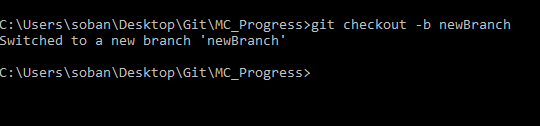 C:\Users\soban\Desktop\Git\MC_Progress>git checkout -b newBranch
Switched to a new branch 'newBranch'
C:\Users\soban\Desktop\Git\MC_Progress>